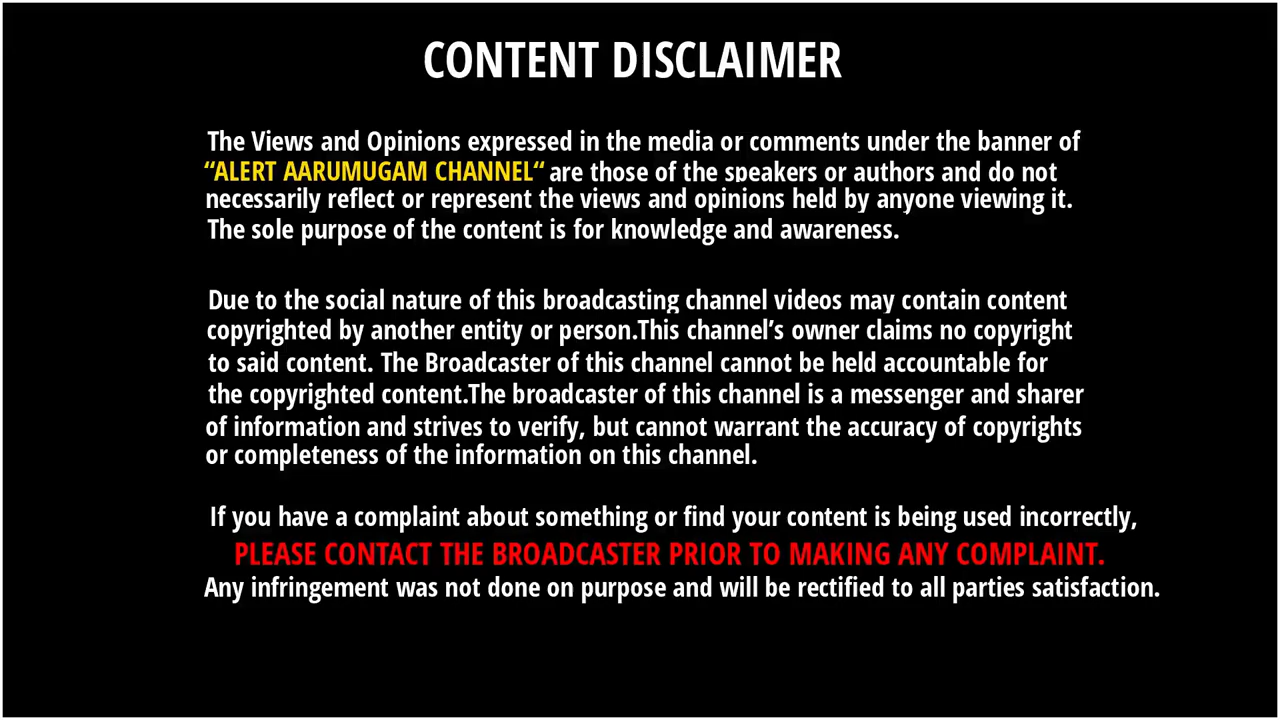 CONTENT DISCLAIMER
The Views and Opinions expressed in the media or comments under the banner of
“ALERT AARUMUGAM CHANNEL“ are those of the speakers or authors and do not
necessarily reflect or represent the views and opinions held by anyone viewing it.
The sole purpose of the content is for knowledge and awareness.
Due to the social nature of this broadcasting channel videos may contain content
copyrighted by another entity or person.This channel’s owner claims no copyright
to said content. The Broadcaster of this channel cannot be held accountable for
the copyrighted content.The broadcaster of this channel is a messenger and sharer
of information and strives to verify, but cannot warrant the accuracy of copyrights
or completeness of the information on this channel.
If you have a complaint about something or find your content is being used incorrectly,
PLEASE CONTACT THE BROADCASTER PRIOR TO MAKING ANY COMPLAINT.
Any infringement was not done on purpose and will be rectified to all parties satisfaction.